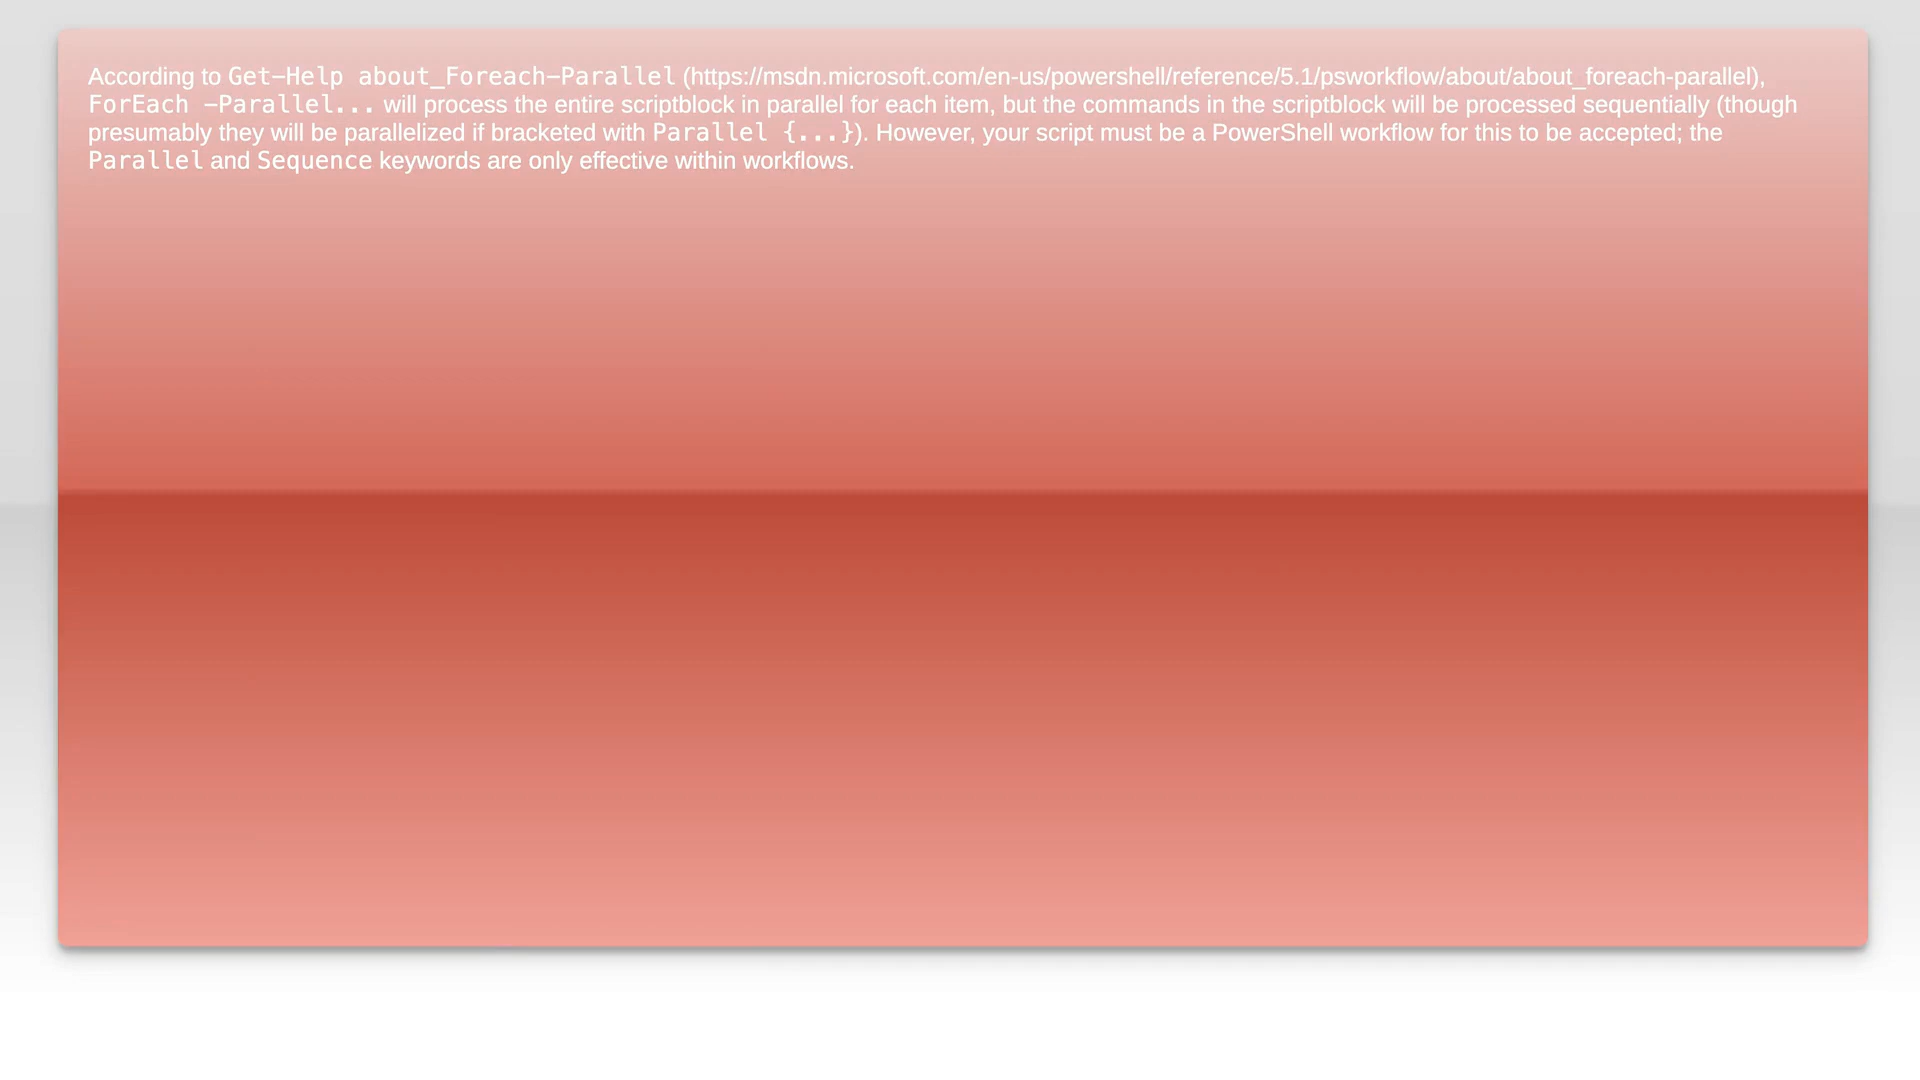 According to Get-Help about_Foreach-Parallel (https://msdn.microsoft.com/en-us/powershell/reference/5.1/psworkflow/about/about_foreach-parallel),
ForEach -Parallel... will process the entire scriptblock in parallel for each item, but the commands in the scriptblock will be processed sequentially (though
presumably they will be parallelized if bracketed with Parallel {...}). However, your script must be a PowerShell workflow for this to be accepted; the
Parallel and Sequence keywords are only effective within workflows.